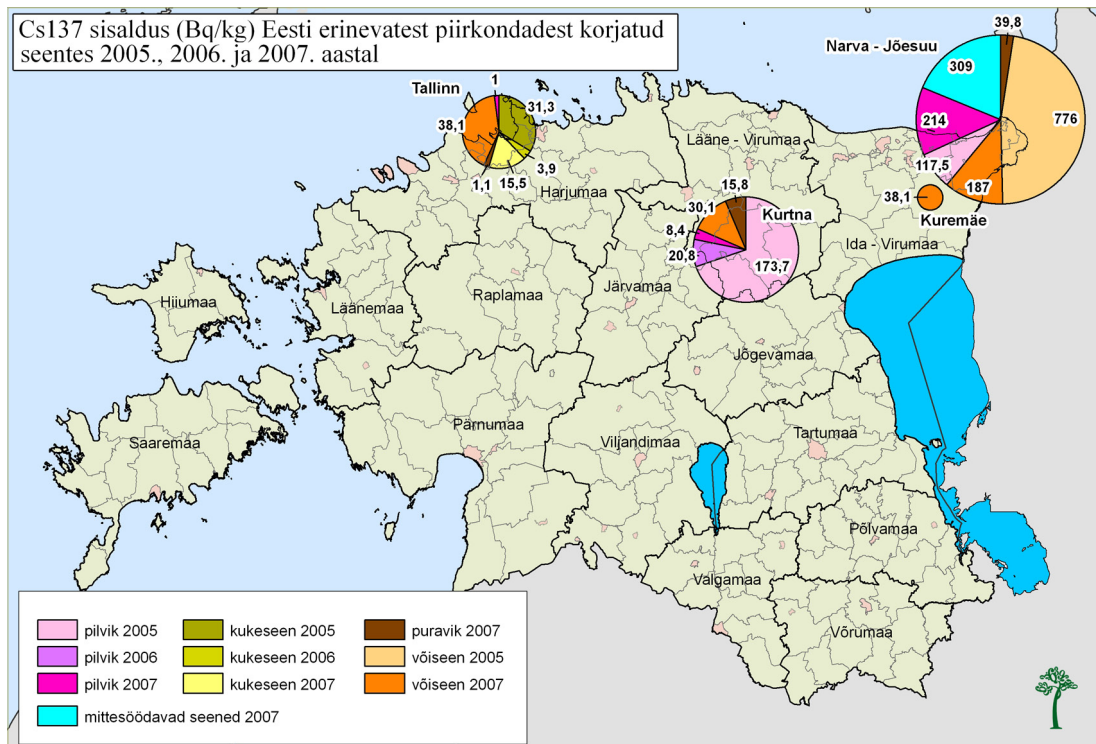 Cs137 sisaldus (Bq/kg) Eesti erinevatest piirkondadest korjatud
seentes 2005., 2006. ja 2007. aastal
39,8
Narva - Jõesuu
309
776
214
117,5
187
Tallinn
1
31,3
38,1
3,9
15,5
1,1
Harjumaa
Lääne - Virumaa
15,8
30,1
Kurtna
8,4
20,8
173,7
38,1
Kuremäe
Ida - Virumaa
Hiiumaa
Läänemaa
Raplamaa
Järvamaa
Jõgevamaa
Saaremaa
Pärnumaa
Viljandimaa
Tartumaa
Põlvamaa
Valgamaa
Võrumaa
pilvik 2005
kukeseen 2005
puravik 2007
pilvik 2006
kukeseen 2006
võiseen 2005
pilvik 2007
kukeseen 2007
võiseen 2007
mittesöödavad seened 2007